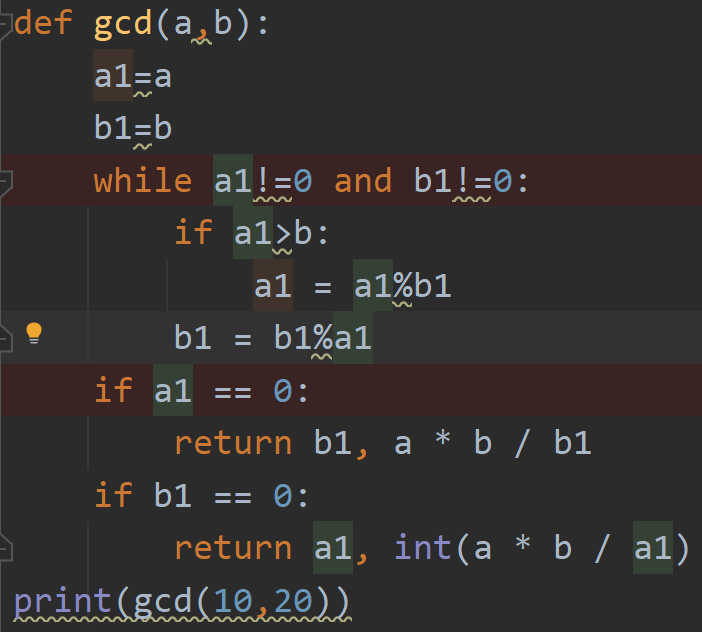 def gcd(a,b):
    a1=a
    b1=b
    while a1!=0 and b1!=0:
        if a1>b:
            a1 = a1%b1
        b1 = b1%a1
    if a1 == 0:
        return b1, a * b / b1
    if b1 == 0:
        return a1, int(a * b / a1)
print(gcd(10,20))